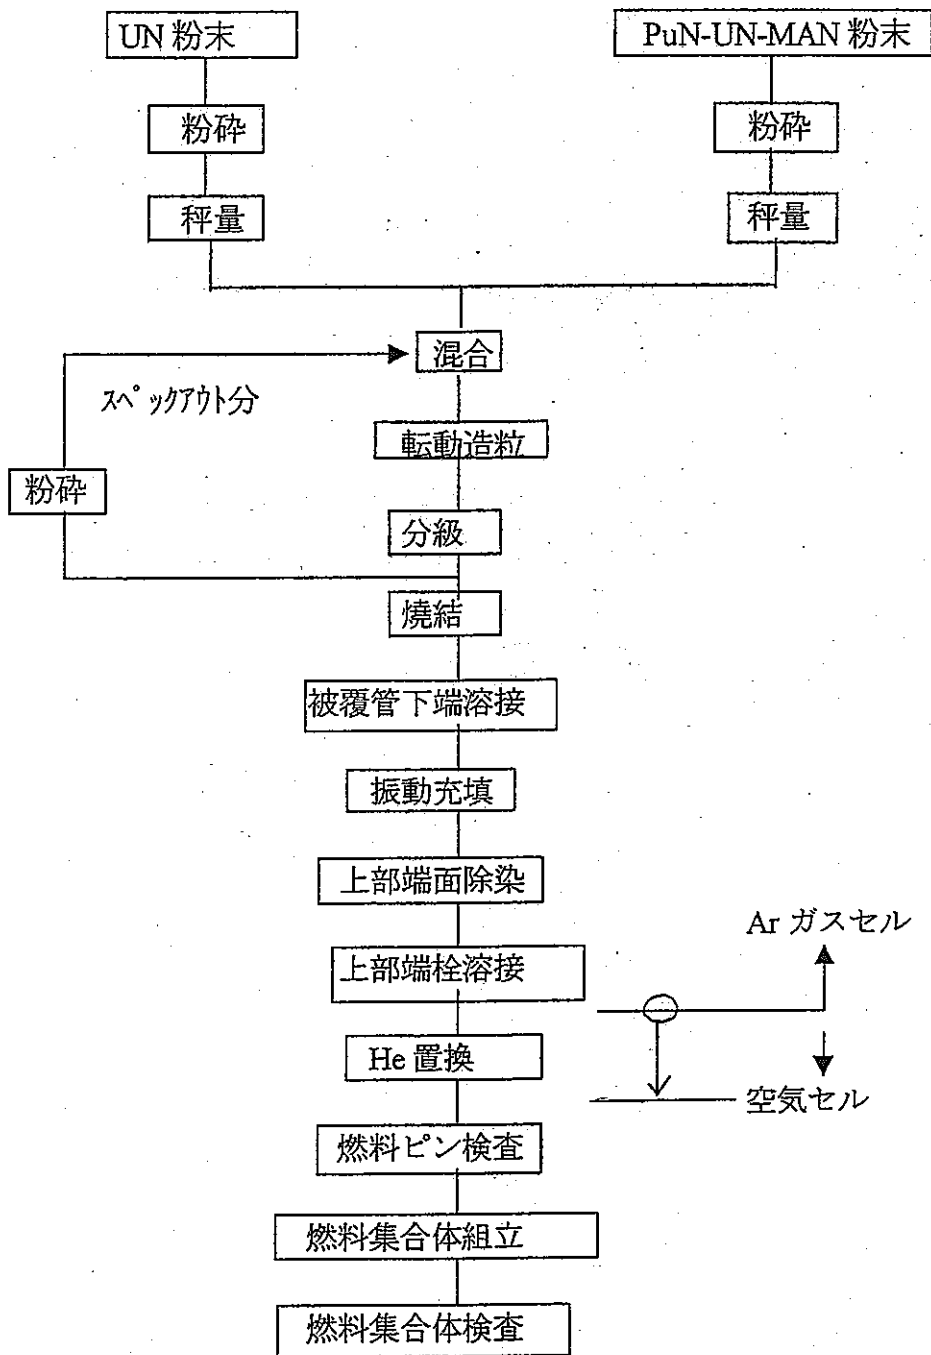 UN 粉末
PuN-UN-MAN 粉末
粉砕
粉砕
秤量
秤量
混合
スペックアウト分
転動造粒
粉砕
分級
焼結
被覆管下端溶接
振動充填
上部端面除染
Ar ガスセル
上部端栓溶接
He 置換
空気セル
燃料ピン検査
燃料集合体組立
燃料集合体検査